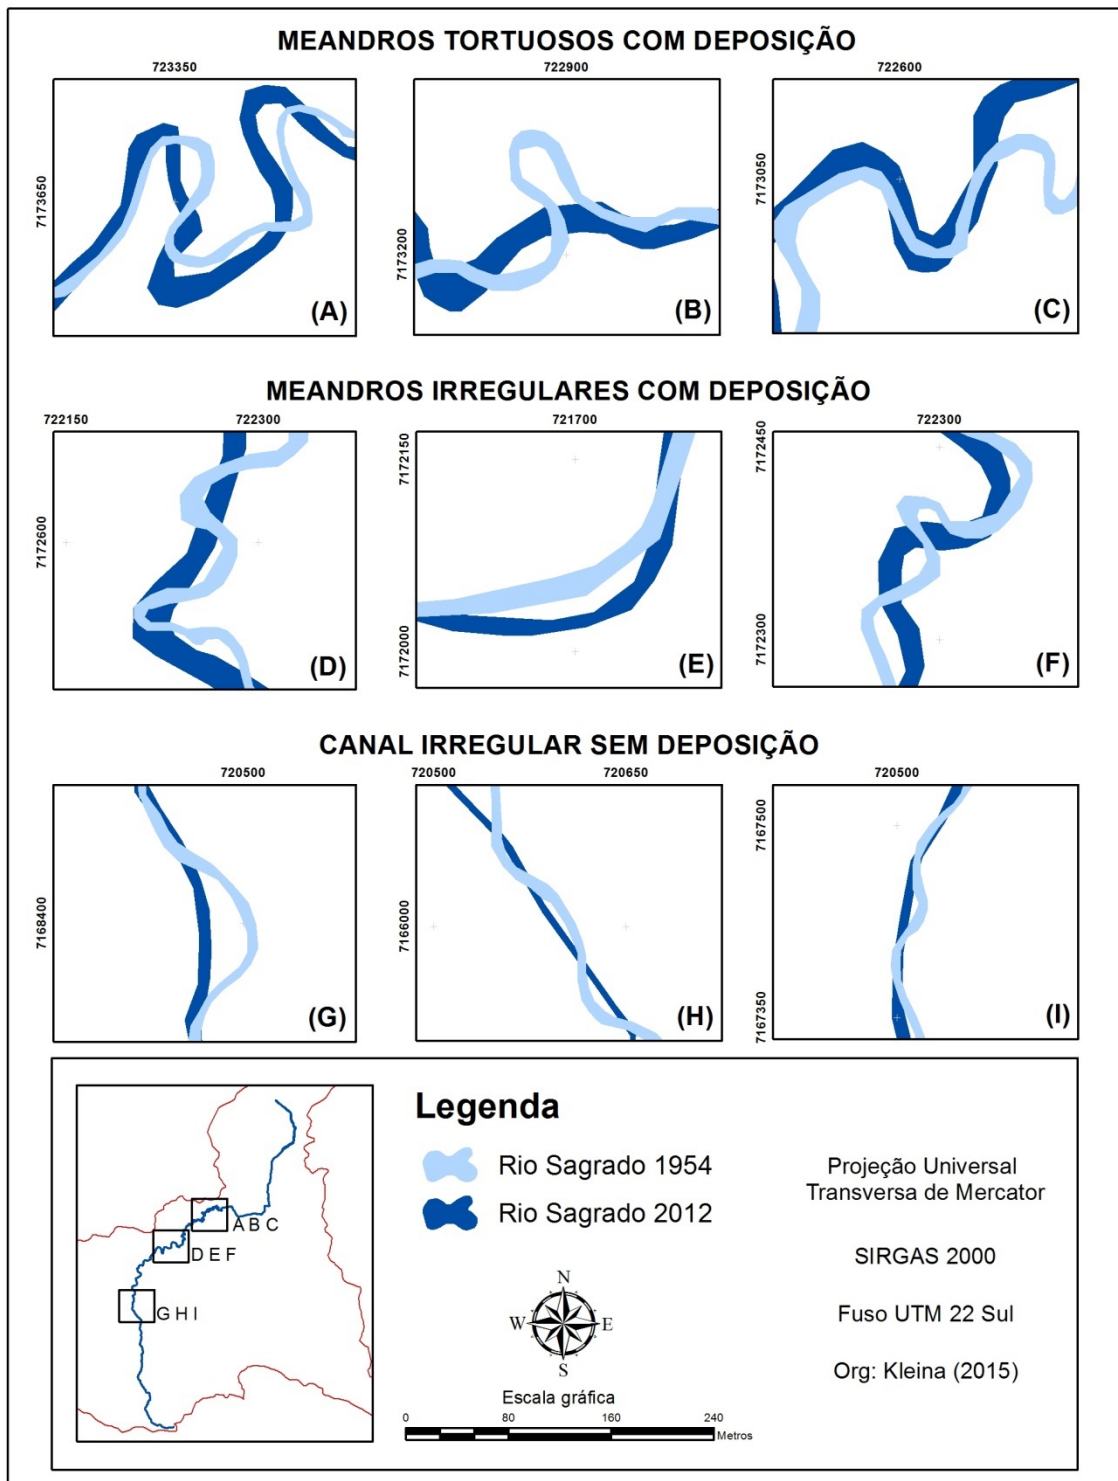 MEANDROS TORTUOSOS COM DEPOSIÇÃO
723350
722900
722600
7173650
7173200
7173050
(A)
(B)
(C)
MEANDROS IRREGULARES COM DEPOSIÇÃO
722150
722300
721700
722300
7172600
7172150
7172000
7172450
7172300
(D)
(E)
(F)
CANAL IRREGULAR SEM DEPOSIÇÃO
720500
720500
720650
720500
7168400
7166000
7167500
7167350
(G)
(H)
(I)
A B C
D E F
G H I
Legenda
Rio Sagrado 1954
Rio Sagrado 2012
N
W
E
S
Escala gráfica
0 80 160 240
Metros
Projeção Universal
Transversa de Mercator
SIRGAS 2000
Fuso UTM 22 Sul
Org: Kleina (2015)